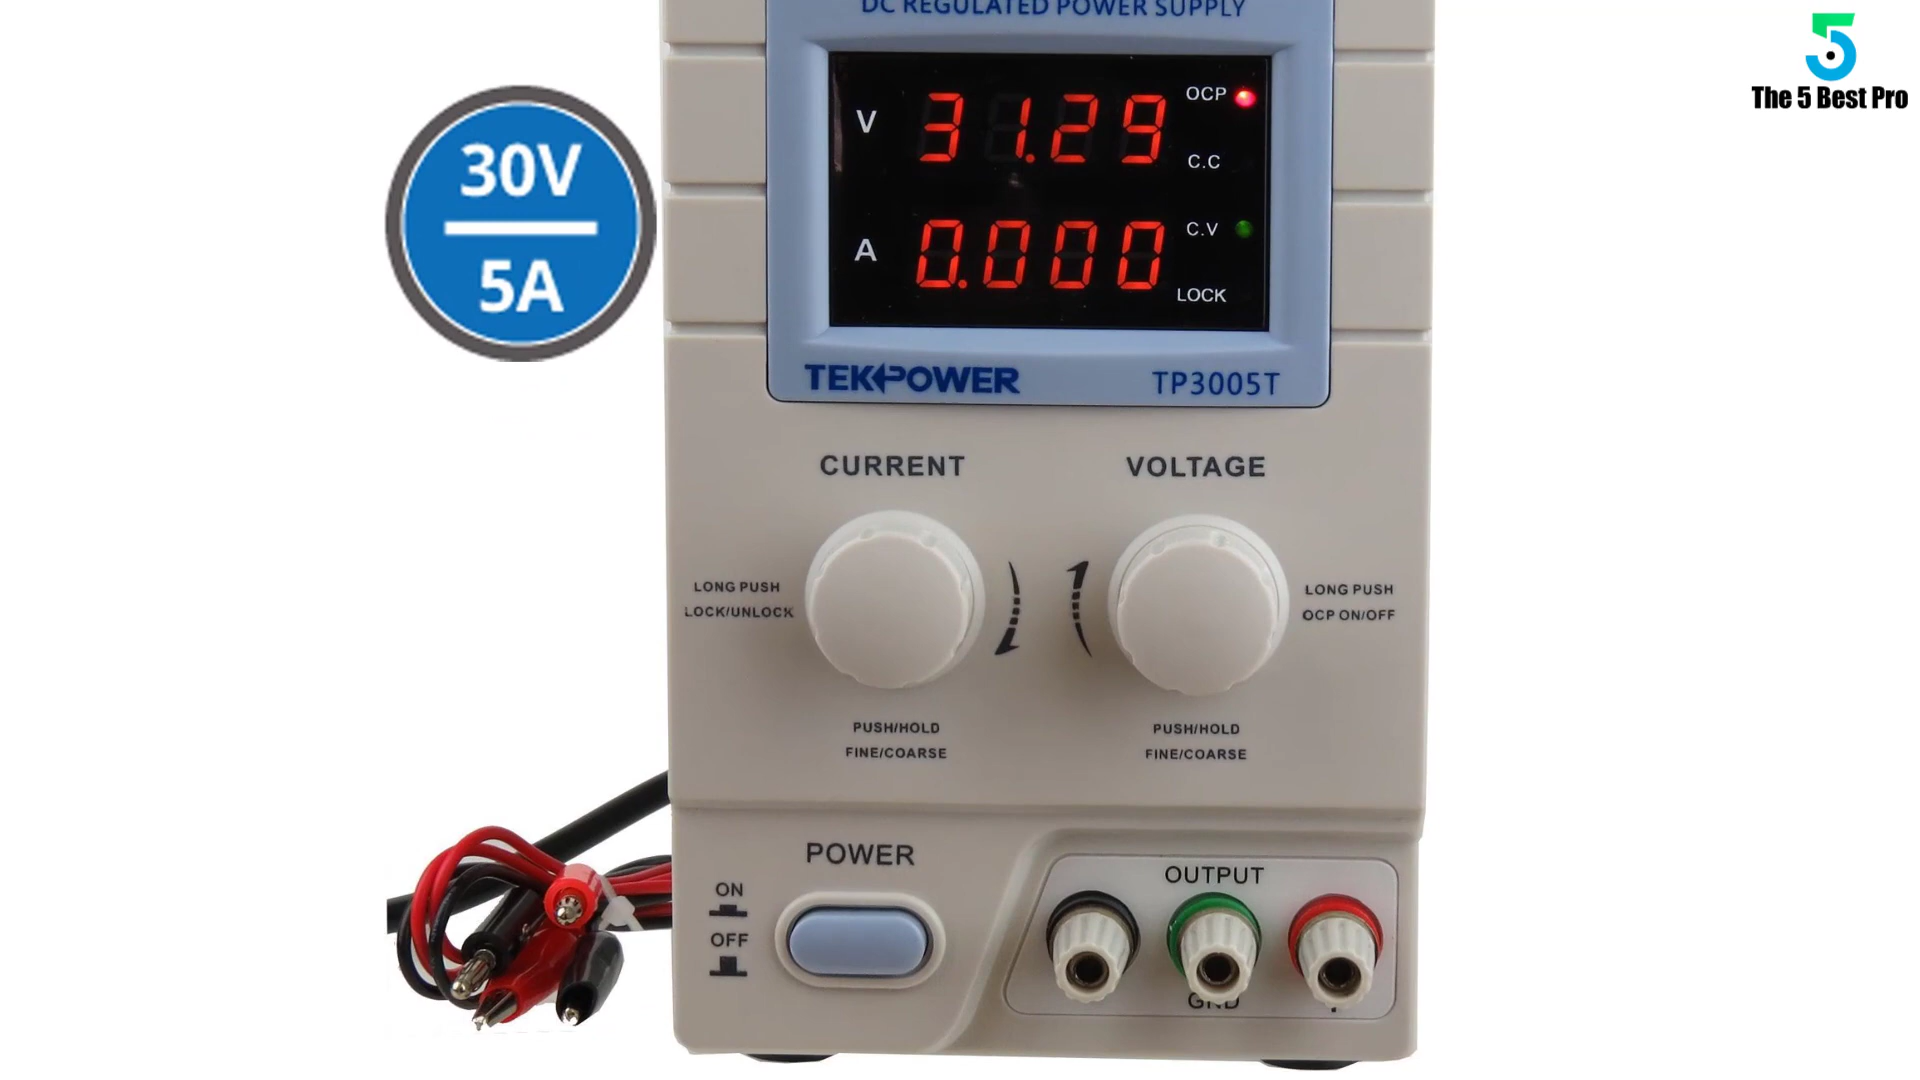 DC REGULATED POWER SUPPLY
5
The 5 Best Pro
30V
5A
V 31.29
OCP
C.C
A 0.000
C.V
LOCK
TEKPOWER
TP3005T
CURRENT
VOLTAGE
LONG PUSH
LOCK/UNLOCK
LONG PUSH
OCP ON/OFF
PUSH/HOLD
FINE/COARSE
PUSH/HOLD
FINE/COARSE
POWER
ON
OFF
OUTPUT
GND